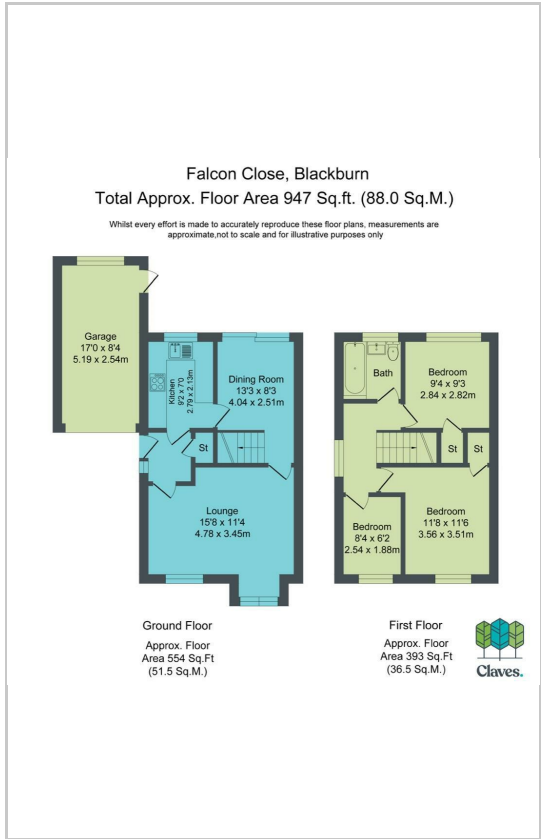 Falcon Close, Blackburn
Total Approx. Floor Area 947 Sq.ft. (88.0 Sq.M.)
Whilst every effort is made to accurately reproduce these floor plans, measurements are
approximate,not to scale and for illustrative purposes only
Garage
17'0 x 8'4
5.19 x 2.54m
Kitchen
9'2 x 7'0
2.79 x 2.13m
Dining Room
13'3 x 8'3
4.04 x 2.51m
St
Lounge
15'8 x 11'4
4.78 x 3.45m
Bath
Bedroom
9'4 x 9'3
2.84 x 2.82m
St
St
Bedroom
8'4 x 6'2
2.54 x 1.88m
Bedroom
11'8 x 11'6
3.56 x 3.51m
Ground Floor
Approx. Floor
Area 554 Sq.Ft
(51.5 Sq.M.)
First Floor
Approx. Floor
Area 393 Sq.Ft
(36.5 Sq.M.)
Claves.